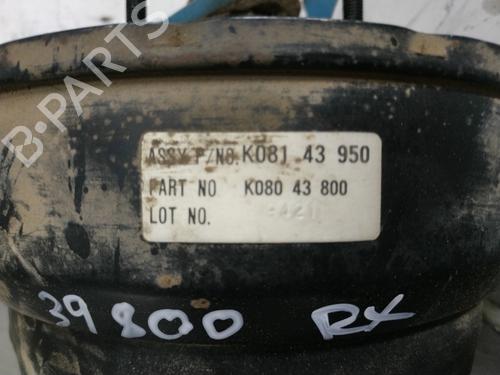 B-PARTS
ASSY P/NO. K081 43 950
PART NO K080 43 800
LOT NO.
39800 RX